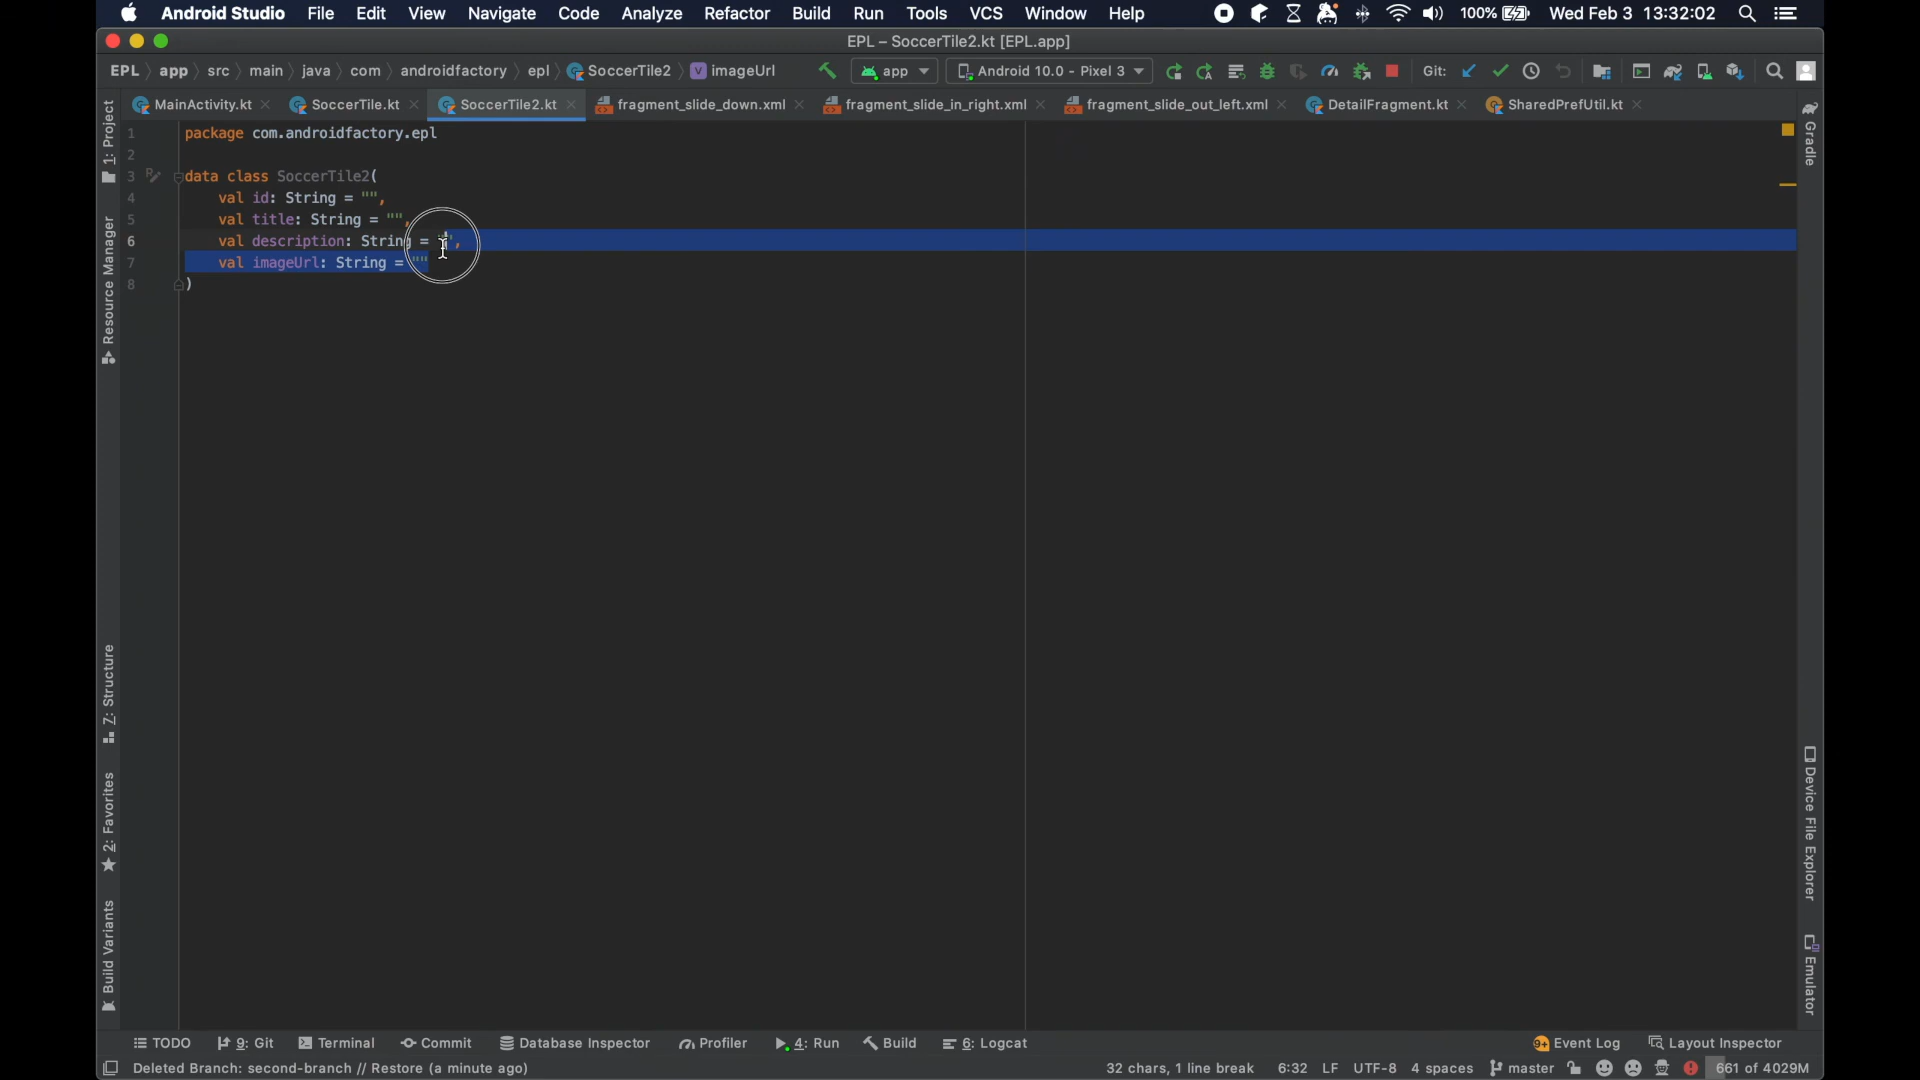 Android Studio File Edit View Navigate Code Analyze Refactor Build Run Tools VCS Window Help 100% Wed Feb 3 13:32:02
EPL – SoccerTile2.kt [EPL.app]
EPL app src main java com androidfactory epl SoccerTile2 imageUrl app Android 10.0 - Pixel 3 Git:
MainActivity.kt SoccerTile.kt SoccerTile2.kt fragment_slide_down.xml fragment_slide_in_right.xml fragment_slide_out_left.xml DetailFragment.kt SharedPrefUtil.kt
1: Project
Resource Manager
Z: Structure
2: Favorites
Build Variants
1 package com.androidfactory.epl
2
3 data class SoccerTile2(
4 val id: String = "",
5 val title: String = "",
6 val description: String = "",
7 val imageUrl: String = ""
8 )
Gradle
Device File Explorer
Emulator
TODO 9: Git Terminal Commit Database Inspector Profiler 4: Run Build 6: Logcat 9+ Event Log Layout Inspector
Deleted Branch: second-branch // Restore (a minute ago) 32 chars, 1 line break 6:32 LF UTF-8 4 spaces master 661 of 4029M